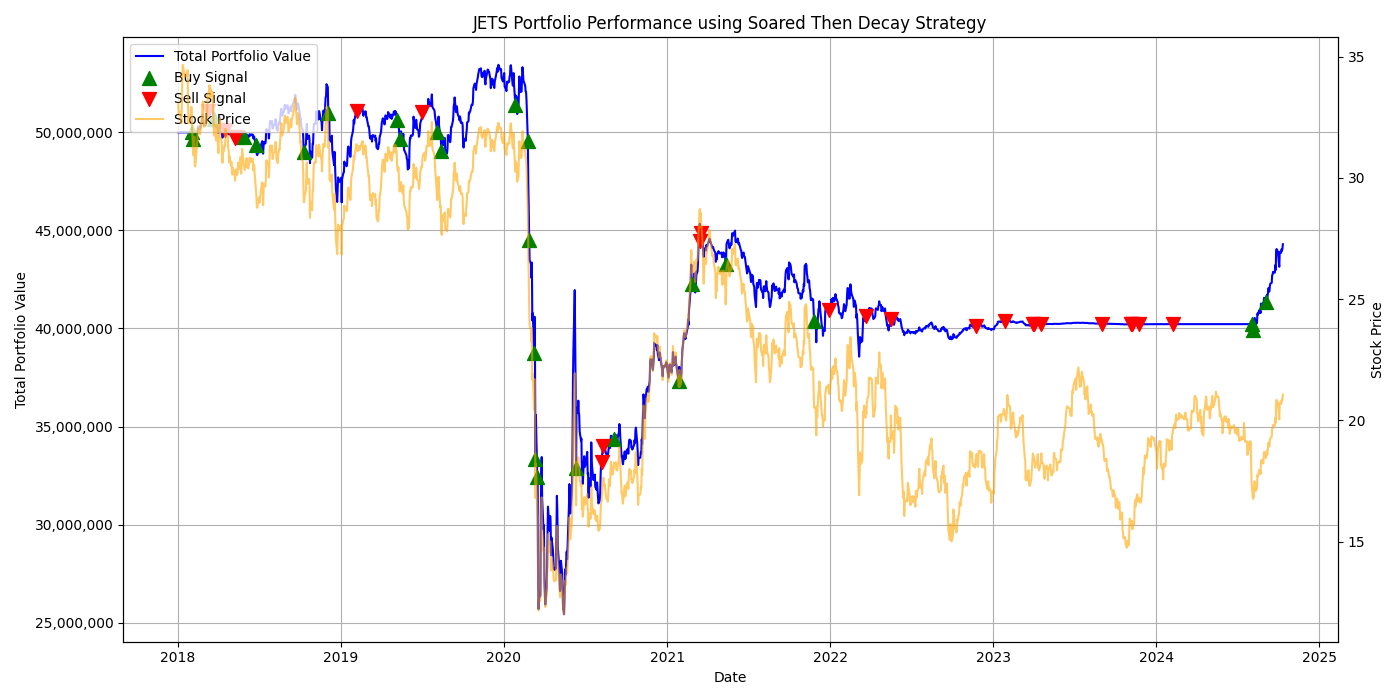 JETS Portfolio Performance using Soared Then Decay Strategy
Total Portfolio Value
Buy Signal
Sell Signal
Stock Price
50,000,000
45,000,000
40,000,000
35,000,000
30,000,000
25,000,000
Total Portfolio Value
35
30
25
20
15
Stock Price
2018
2019
2020
2021
2022
2023
2024
2025
Date